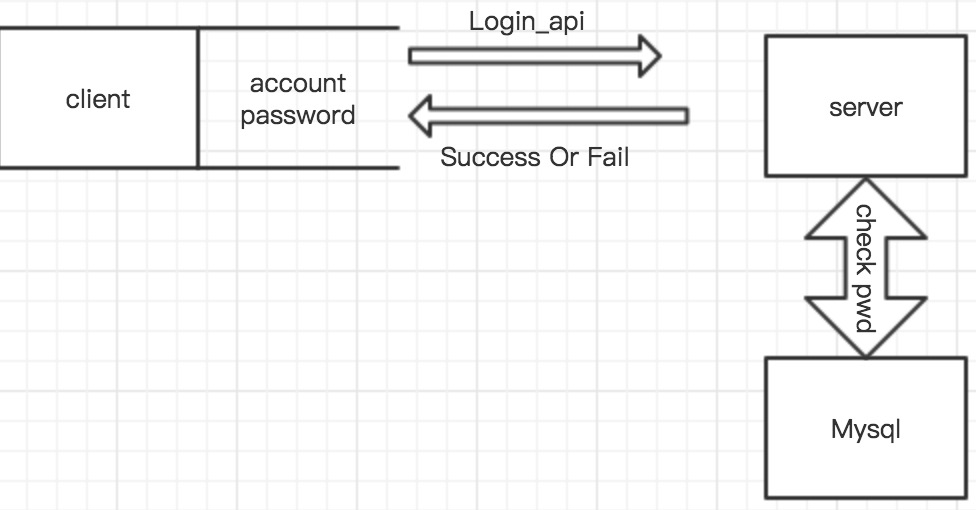 Login_api
client
account
password
server
Success Or Fail
check pwd
Mysql